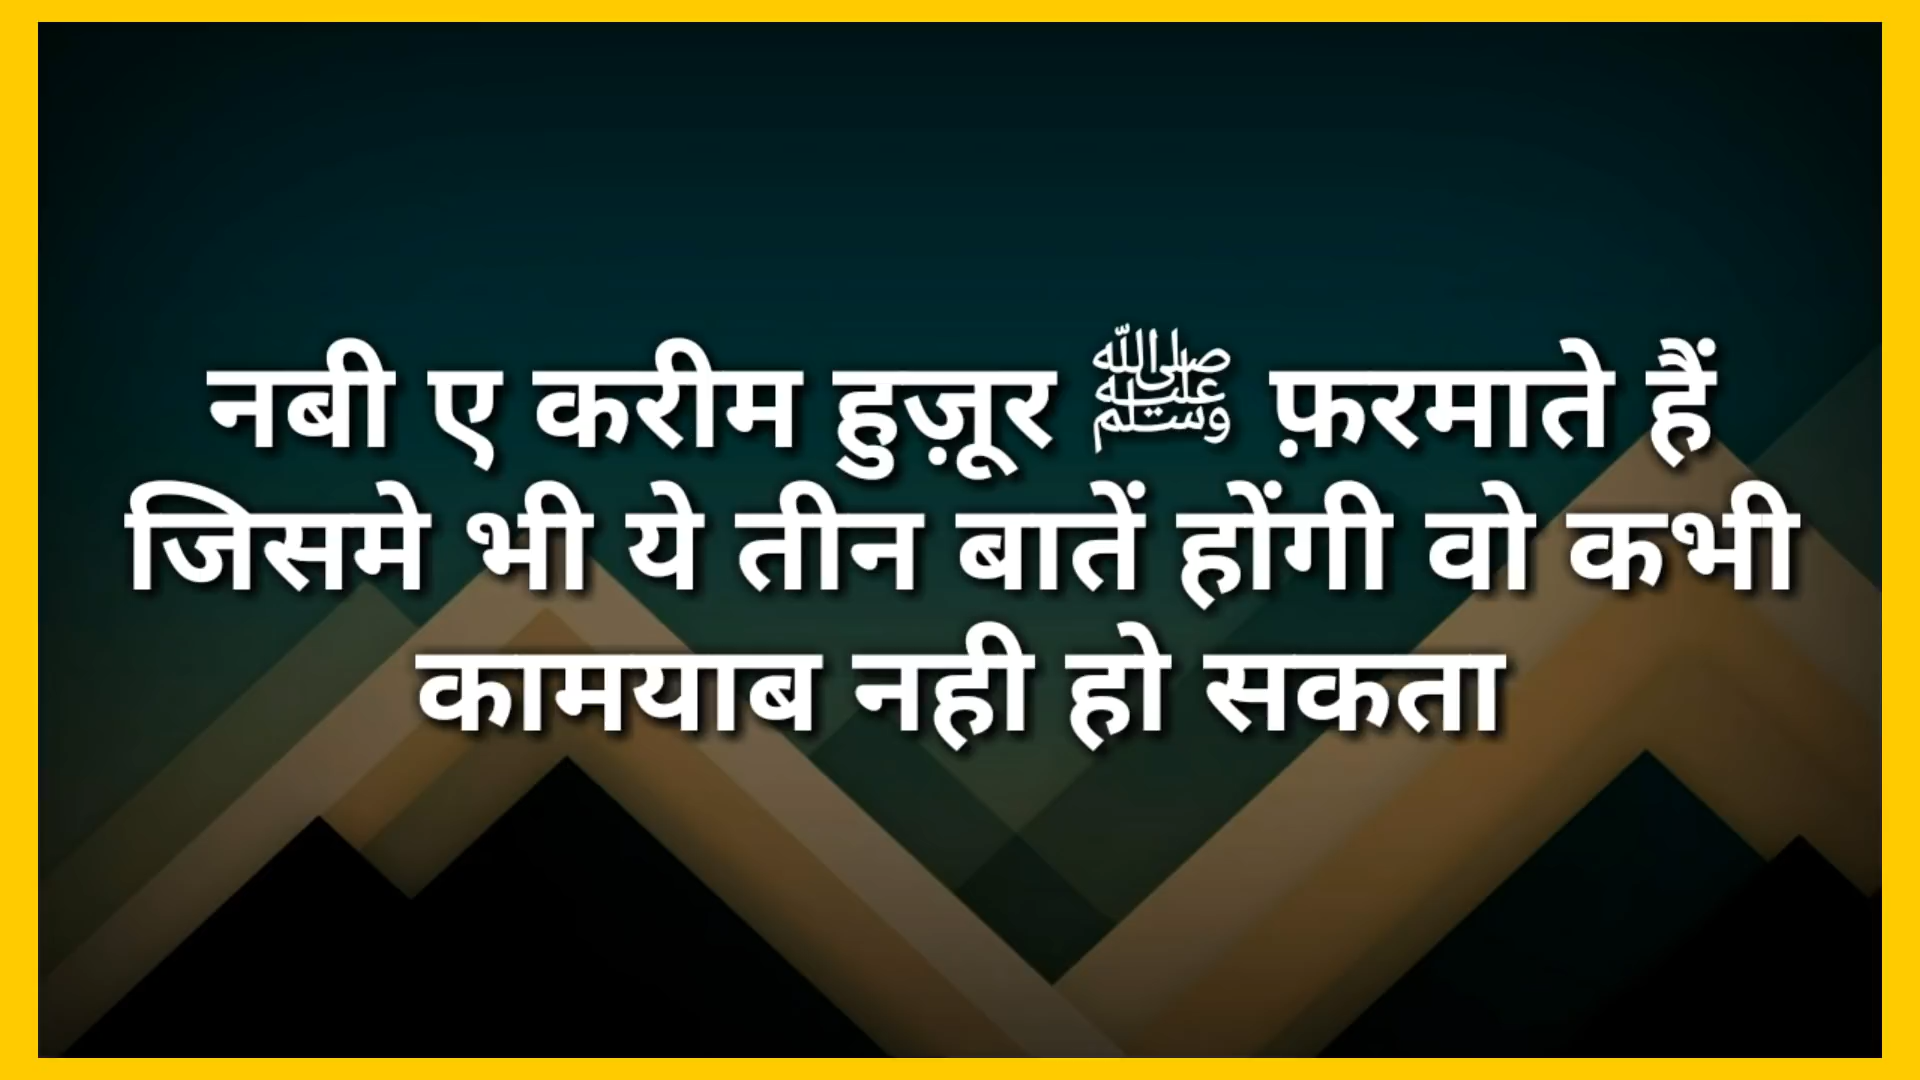 नबी ए करीम हुज़ूर ﷺ फ़रमाते हैं
जिसमे भी ये तीन बातें होंगी वो कभी
कामयाब नही हो सकता